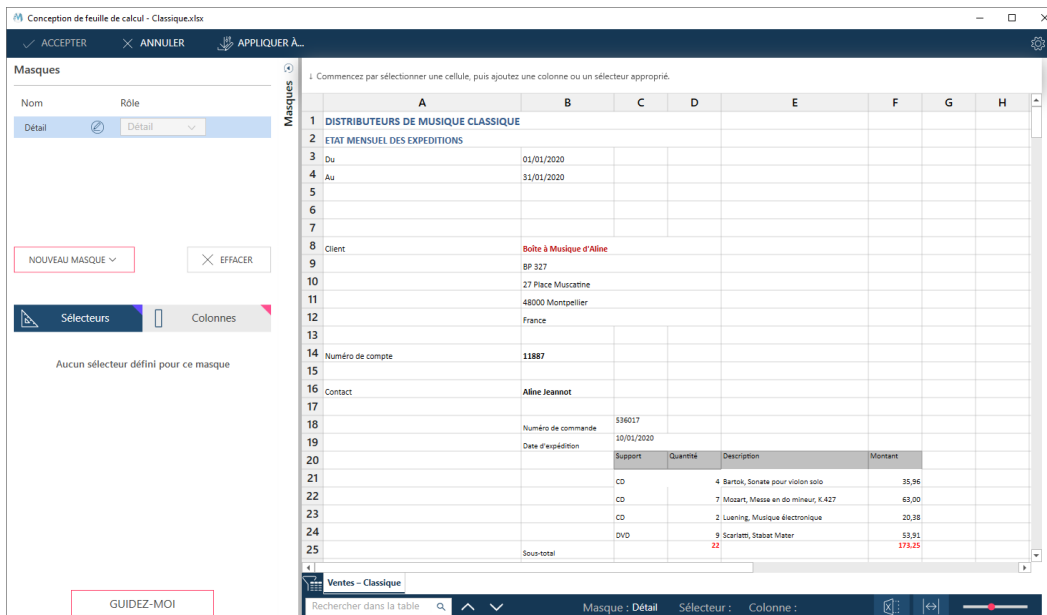 Conception de feuille de calcul - Classique.xlsx
ACCEPTER ANNULER APPLIQUER À...
Masques
Nom Rôle
Détail Détail
NOUVEAU MASQUE EFFACER
Sélecteurs Colonnes
Aucun sélecteur défini pour ce masque
GUIDEZ-MOI
Masques
↓ Commencez par sélectionner une cellule, puis ajoutez une colonne ou un sélecteur approprié.
A B C D E F G H
1 DISTRIBUTEURS DE MUSIQUE CLASSIQUE
2 ETAT MENSUEL DES EXPEDITIONS
3 Du 01/01/2020
4 Au 31/01/2020
5
6
7
8 Client Boîte à Musique d'Aline
9 BP 327
10 27 Place Muscatine
11 48000 Montpellier
12 France
13
14 Numéro de compte 11887
15
16 Contact Aline Jeannot
17
18 Numéro de commande 536017
19 Date d'expédition 10/01/2020
20 Support Quantité Description Montant
21 CD 4 Bartok, Sonate pour violon solo 35,96
22 CD 7 Mozart, Messe en do mineur, K.427 63,00
23 CD 2 Luening, Musique électronique 20,38
24 DVD 9 Scarlatti, Stabat Mater 53,91
25 Sous-total 22 173,25
Ventes – Classique
Rechercher dans la table Masque : Détail Sélecteur : Colonne :